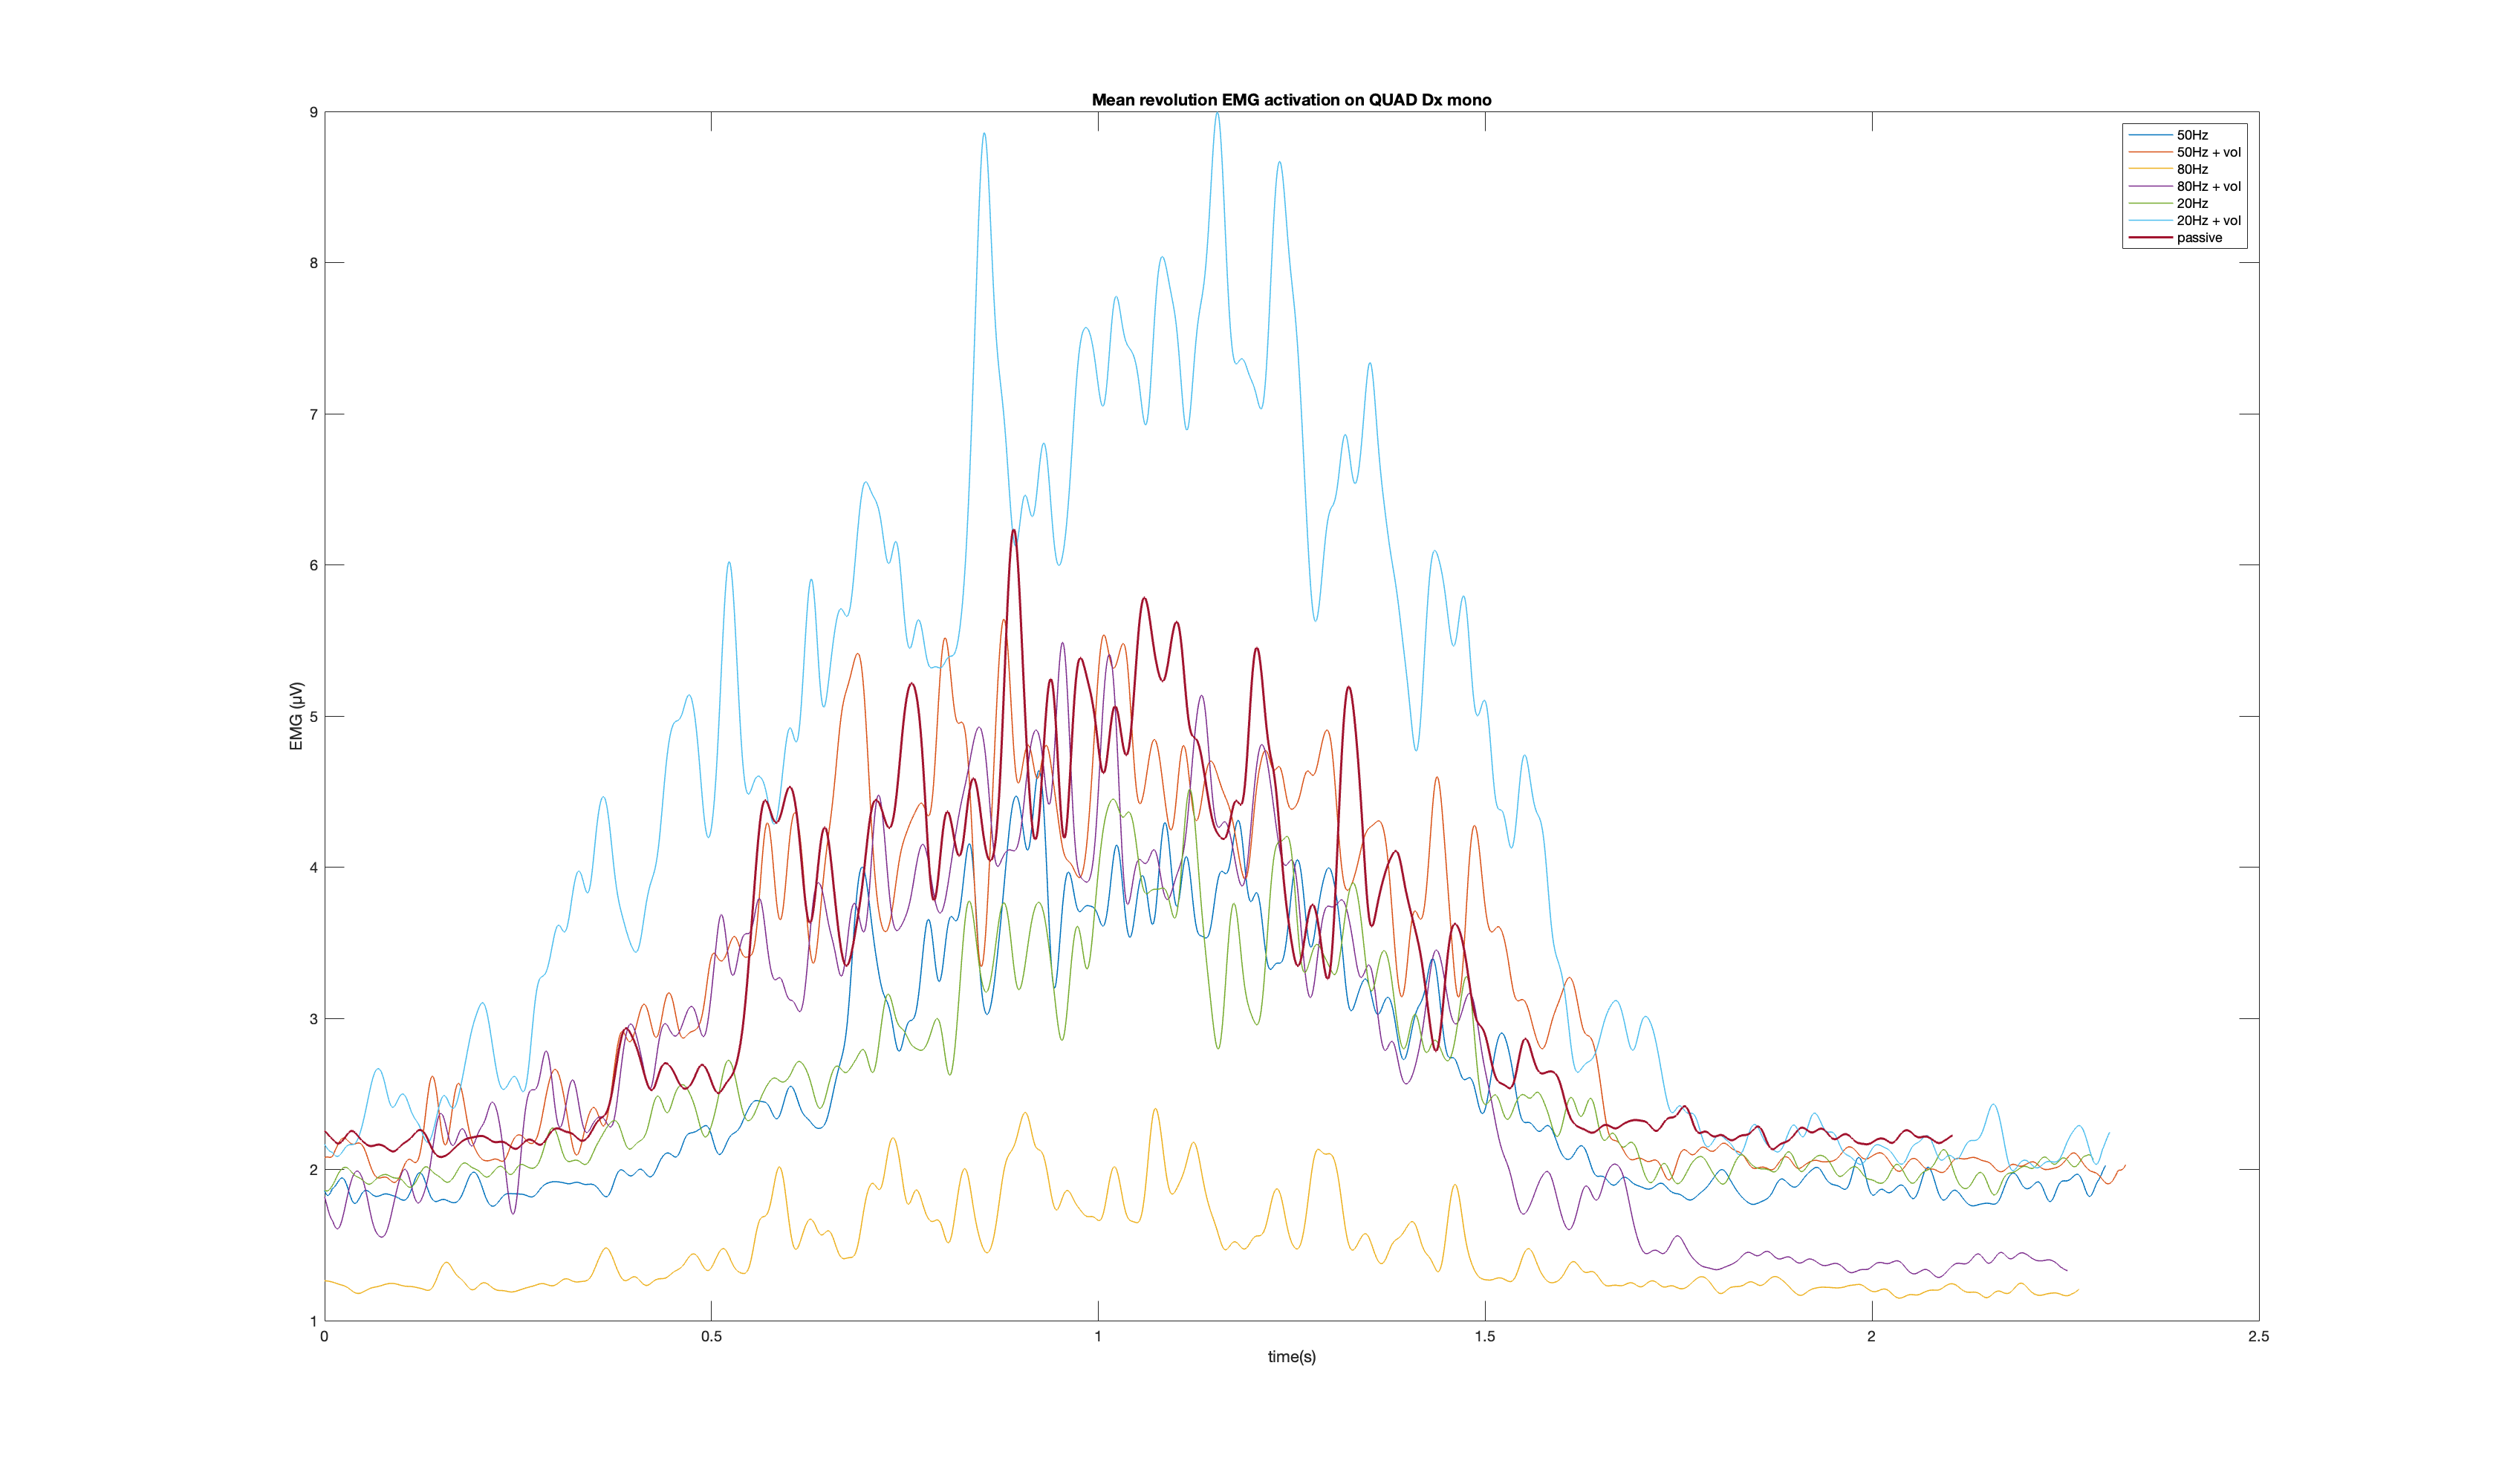 Mean revolution EMG activation on QUAD Dx mono
50Hz
50Hz + vol
80Hz
80Hz + vol
20Hz
20Hz + vol
passive
9
8
7
6
5
4
3
2
1
EMG (µV)
0
0.5
1
1.5
2
2.5
time(s)